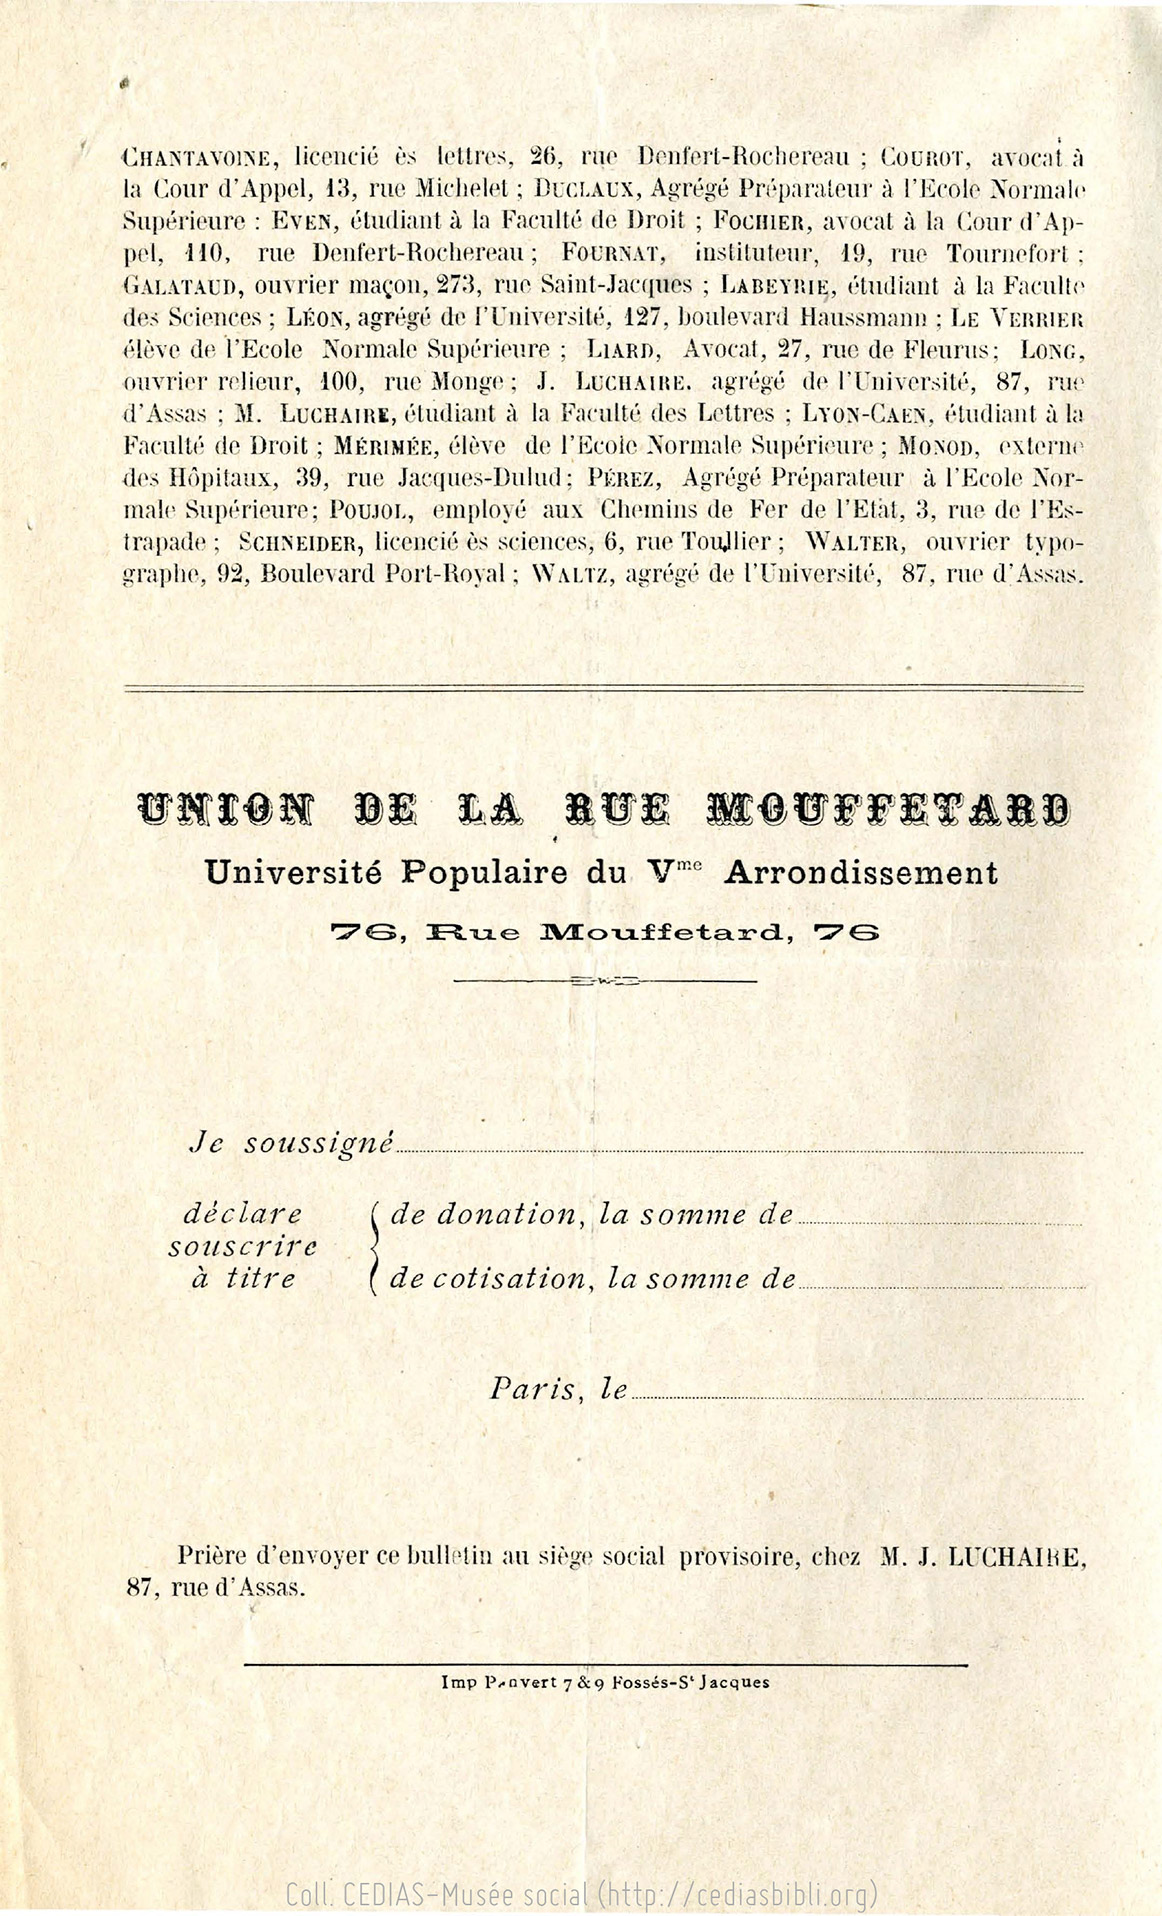 CHANTAVOINE, licencié ès lettres, 26, rue Denfert-Rochereau ; COUROT, avocat à
la Cour d'Appel, 13, rue Michelet ; DUCLAUX, Agrégé Préparateur à l'Ecole Normale
Supérieure : EVEN, étudiant à la Faculté de Droit ; FOCHIER, avocat à la Cour d'Ap-
pel, 110, rue Denfert-Rochereau ; FOURNAT, instituteur, 19, rue Tournefort ;
GALATAUD, ouvrier maçon, 273, rue Saint-Jacques ; LABEYRIE, étudiant à la Faculté
des Sciences ; LÉON, agrégé de l'Université, 127, boulevard Haussmann ; LE VERRIER
élève de l'Ecole Normale Supérieure ; LIARD, Avocat, 27, rue de Fleurus ; LONG,
ouvrier relieur, 100, rue Monge ; J. LUCHAIRE, agrégé de l'Université, 87, rue
d'Assas ; M. LUCHAIRE, étudiant à la Faculté des Lettres ; LYON-CAEN, étudiant à la
Faculté de Droit ; MÉRIMÉE, élève de l'Ecole Normale Supérieure ; MONOD, externe
des Hôpitaux, 39, rue Jacques-Dulud ; PÉREZ, Agrégé Préparateur à l'Ecole Nor-
male Supérieure ; POUJOL, employé aux Chemins de Fer de l'Etat, 3, rue de l'Es-
trapade ; SCHNEIDER, licencié ès sciences, 6, rue Toullier ; WALTER, ouvrier typo-
graphe, 92, Boulevard Port-Royal ; WALTZ, agrégé de l'Université, 87, rue d'Assas.
UNION DE LA RUE MOUFFETARD
Université Populaire du Vme Arrondissement
76, Rue Mouffetard, 76
Je soussigné
déclare
souscrire
à titre
de donation, la somme de
de cotisation, la somme de
Paris, le
Prière d'envoyer ce bulletin au siège social provisoire, chez M. J. LUCHAIRE,
87, rue d'Assas.
Imp 7 & 9 Fossés-St Jacques
Coll. CEDIAS-Musée social (http://cediasbibli.org)